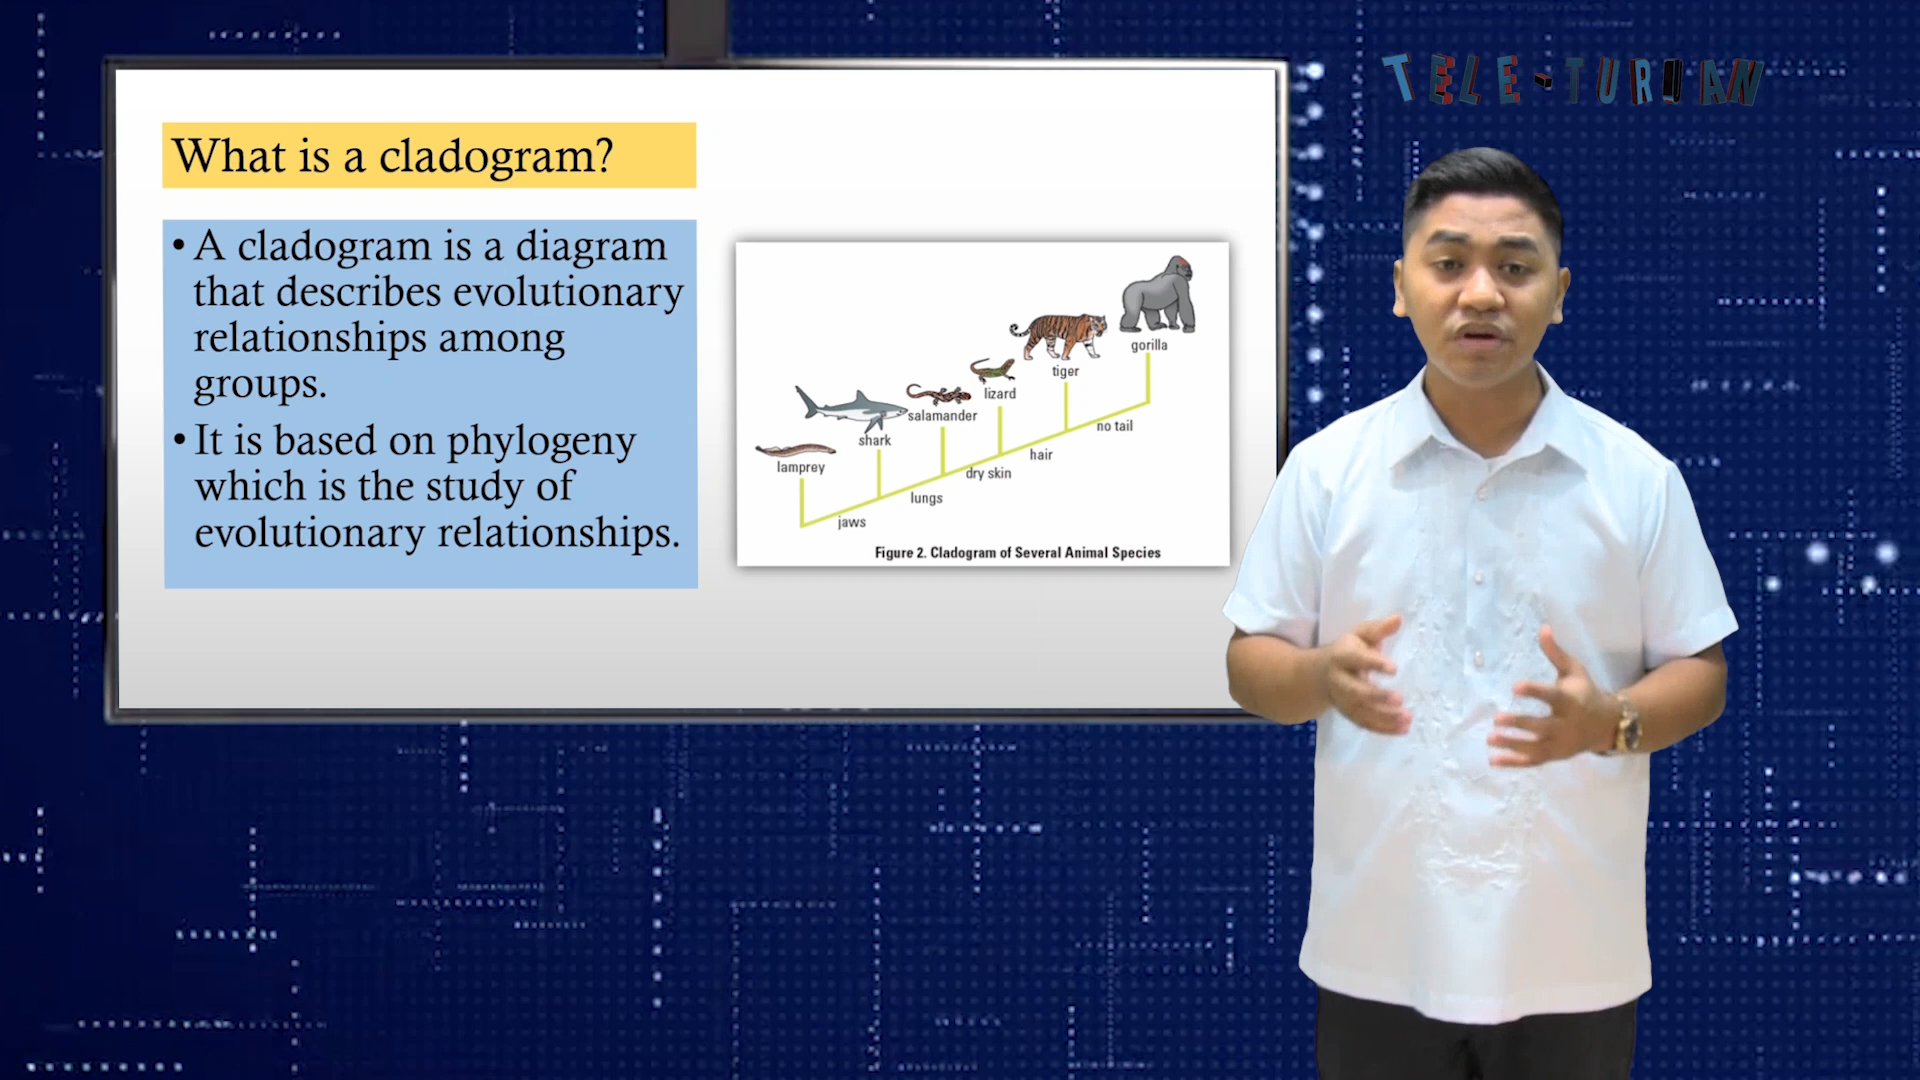 TELE-TURUAN
What is a cladogram?
• A cladogram is a diagram
that describes evolutionary
relationships among
groups.
• It is based on phylogeny
which is the study of
evolutionary relationships.
gorilla
tiger
lizard
salamander
shark
lamprey
no tail
hair
dry skin
lungs
jaws
Figure 2. Cladogram of Several Animal Species